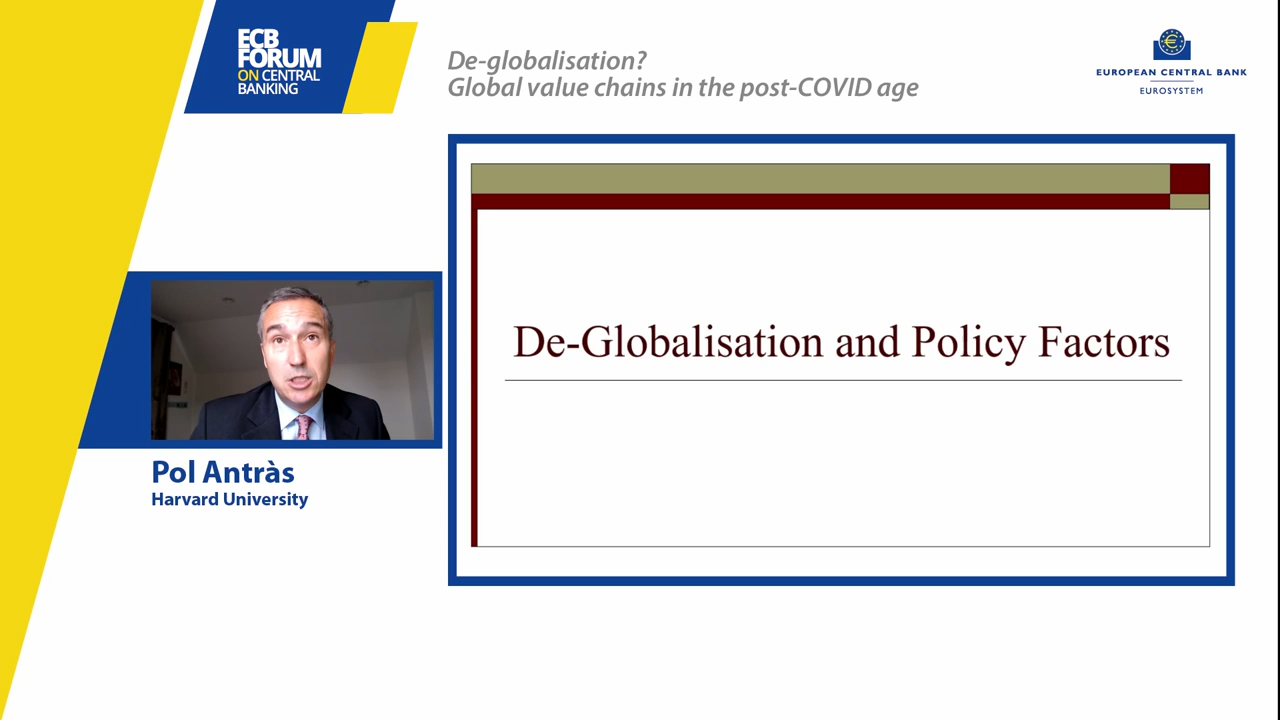 ECB
FORUM
ON CENTRAL
BANKING
De-globalisation?
Global value chains in the post-COVID age
EUROPEAN CENTRAL BANK
EUROSYSTEM
De-Globalisation and Policy Factors
Pol Antràs
Harvard University